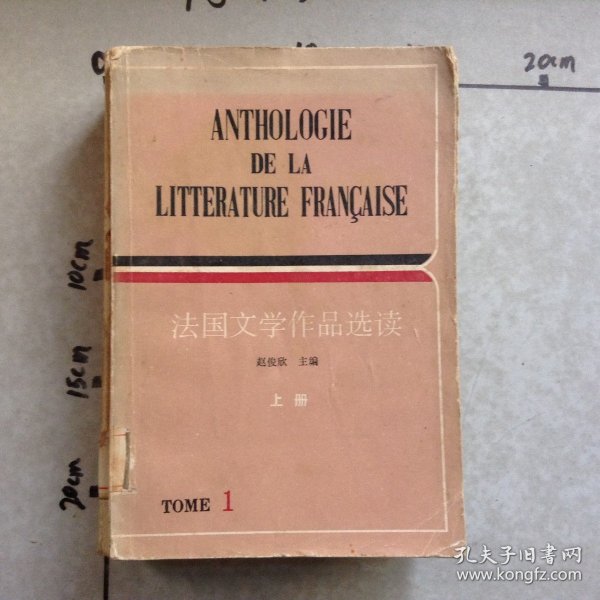 20cm
ANTHOLOGIE
DE LA
LITTERATURE FRANÇAISE
10cm
法国文学作品选读
赵俊欣 主编
15cm
上册
20cm
TOME 1
孔夫子旧书网
www.kongfz.com